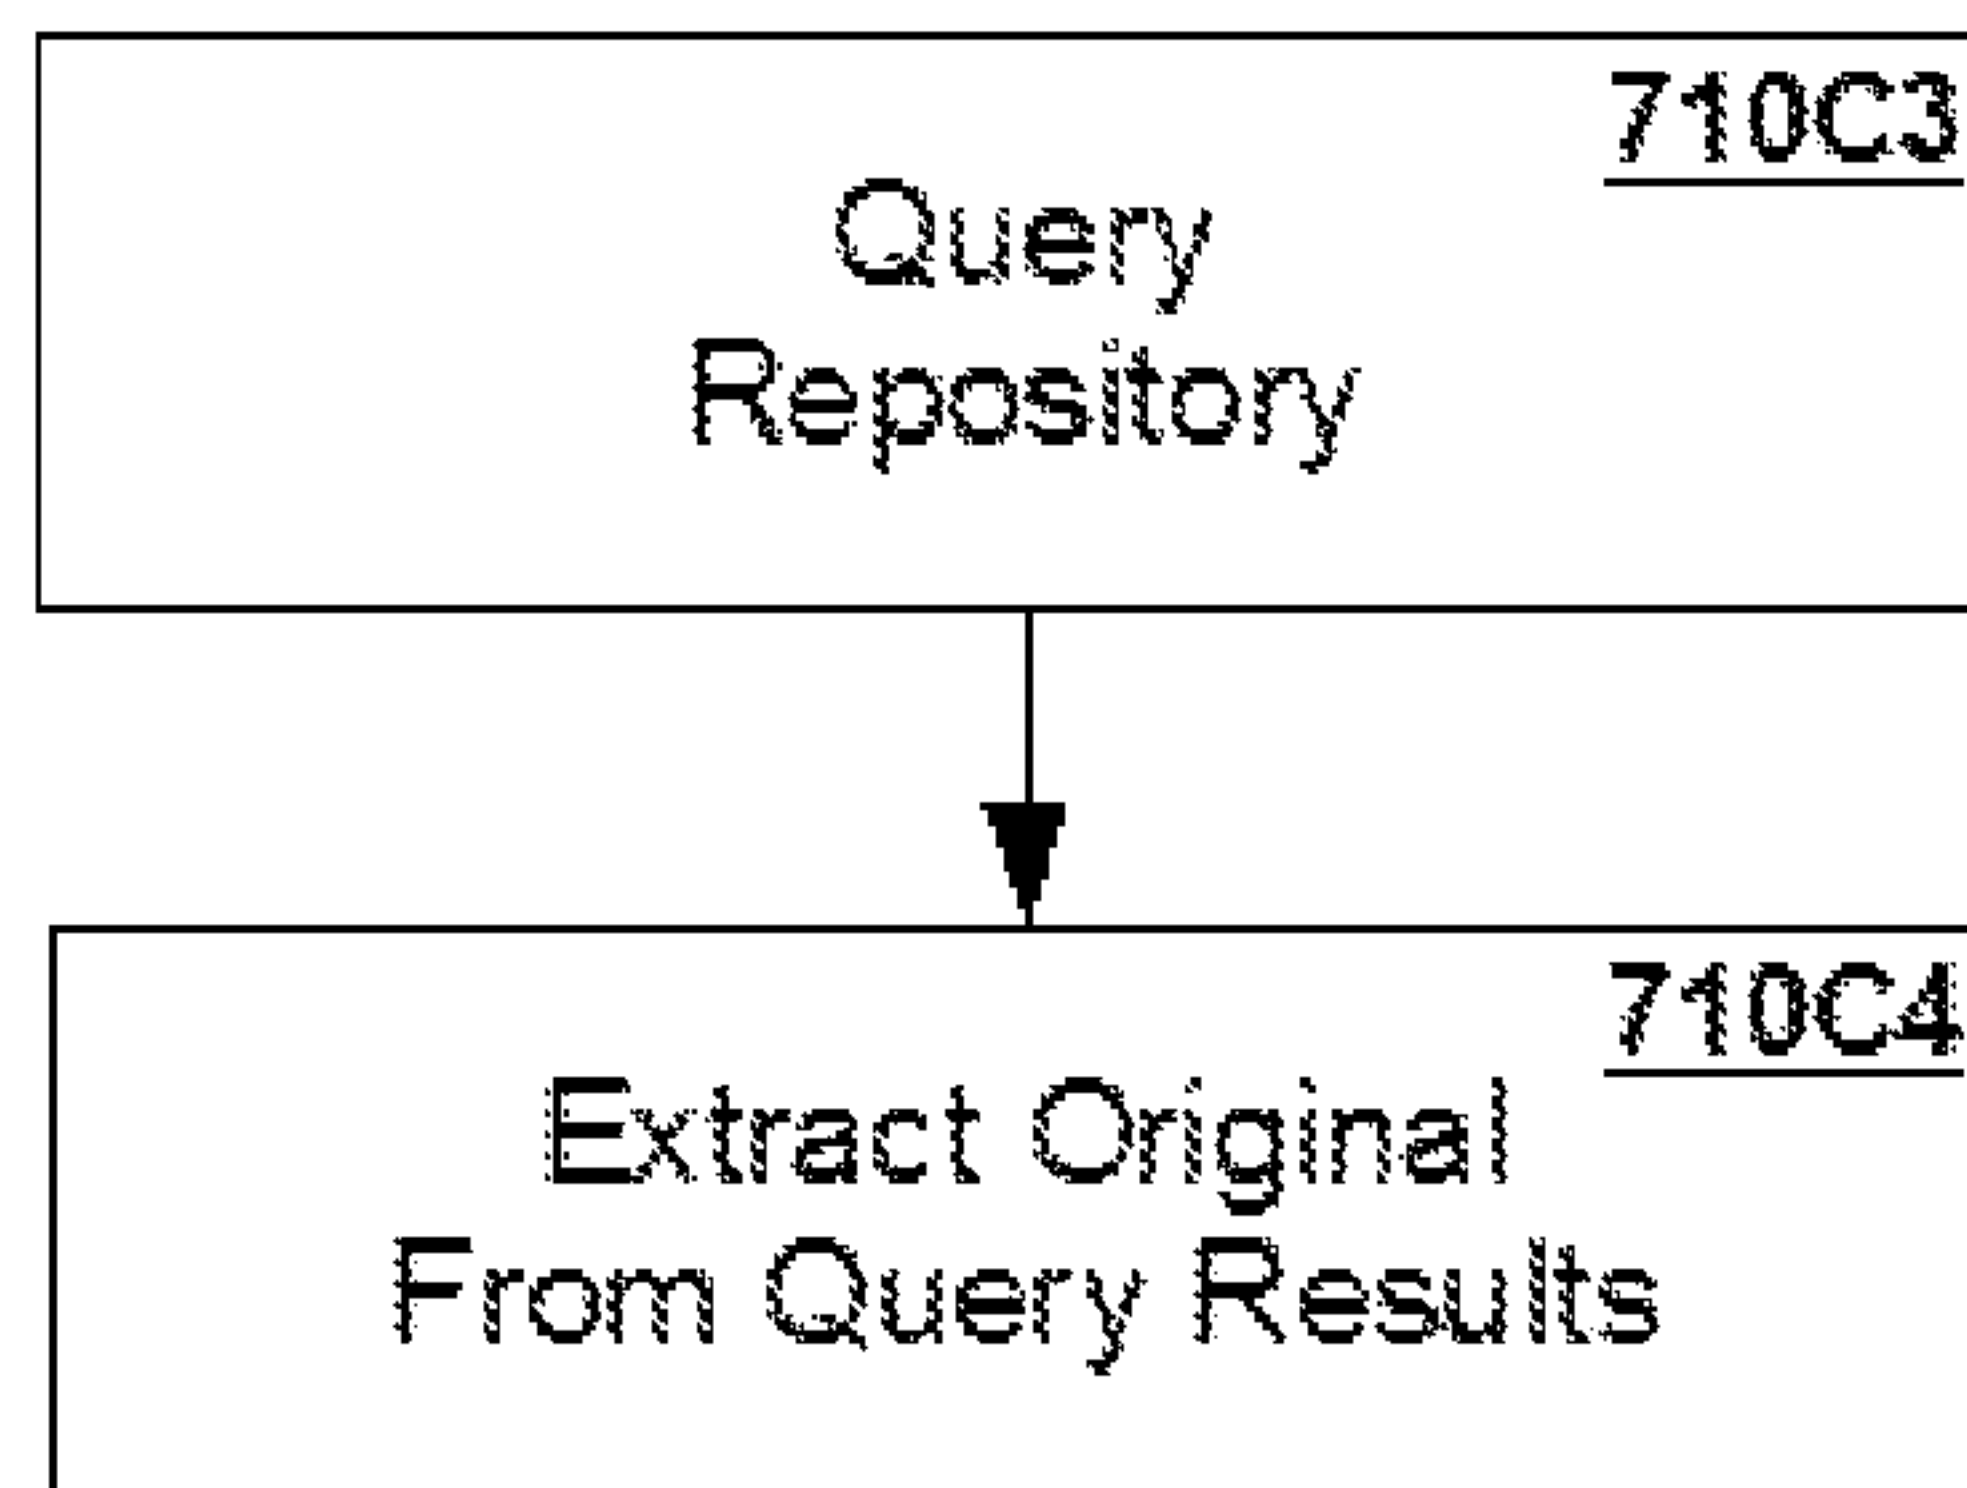 710C3
Query
Repository
710C4
Extract Original
From Query Results